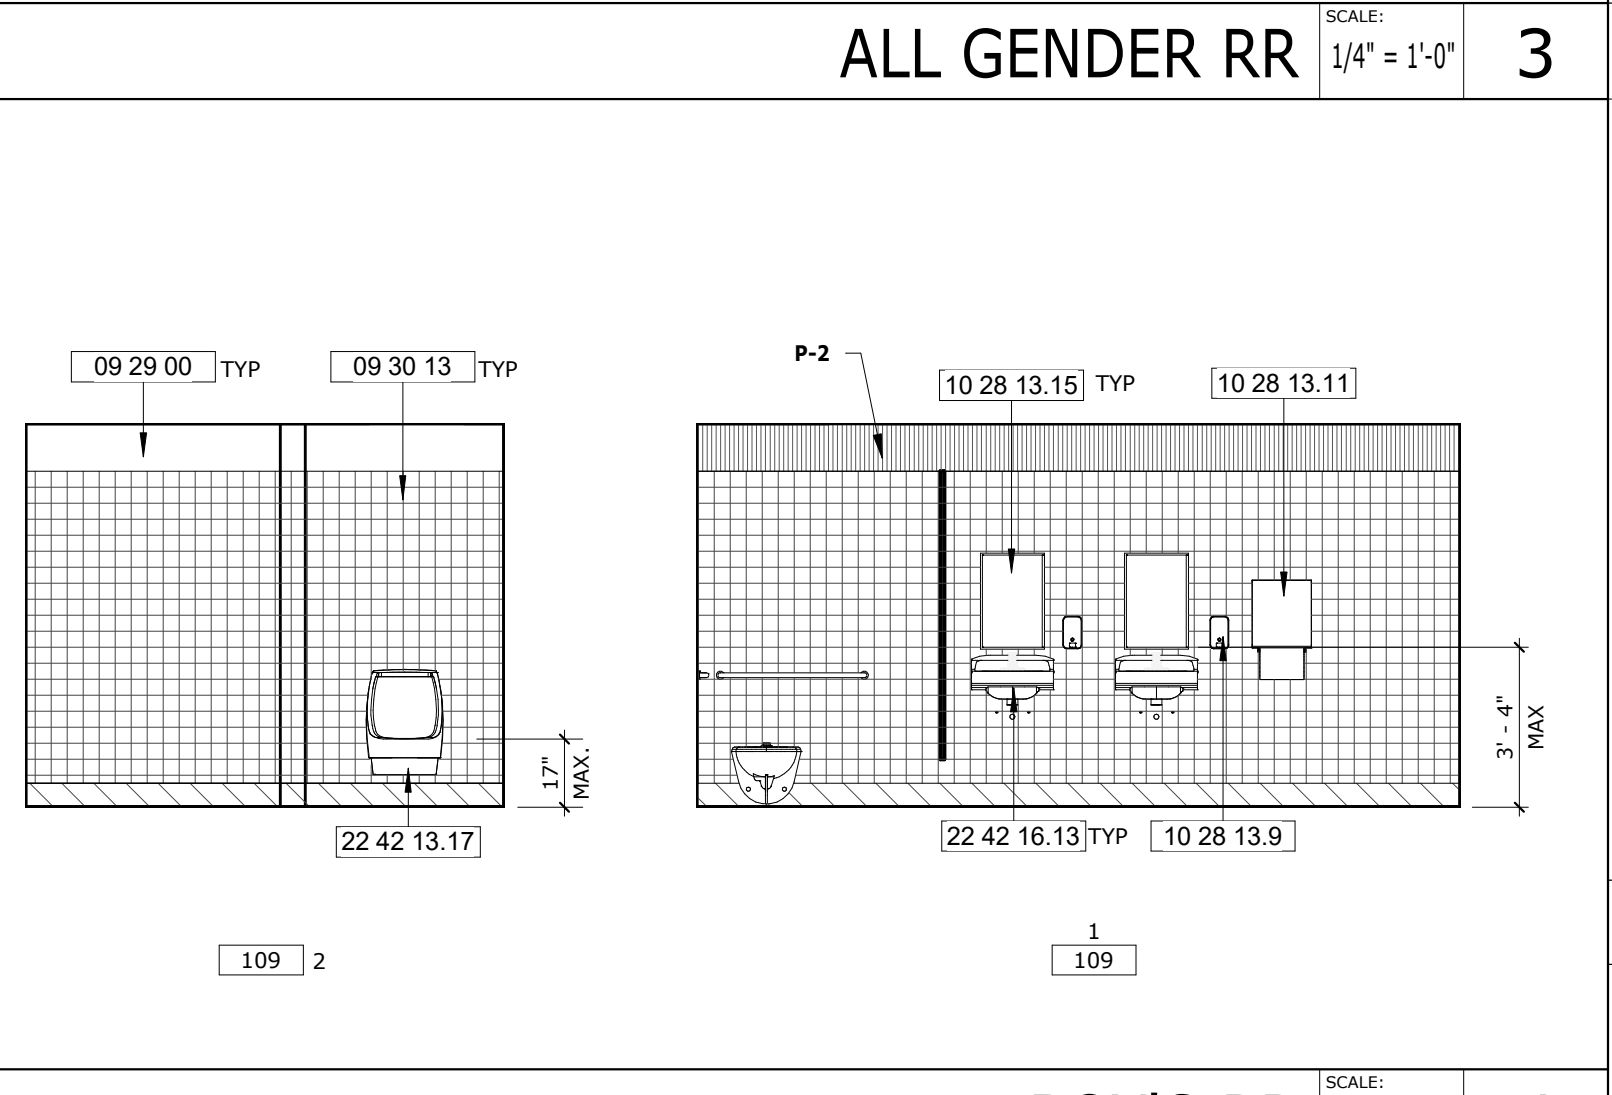 ALL GENDER RR
SCALE:
1/4" = 1'-0"
3
09 29 00 TYP
09 30 13 TYP
22 42 13.17
17"
MAX.
109 2
P-2
10 28 13.15 TYP
10 28 13.11
22 42 16.13 TYP
10 28 13.9
3' - 4"
MAX
1
109
SCALE: